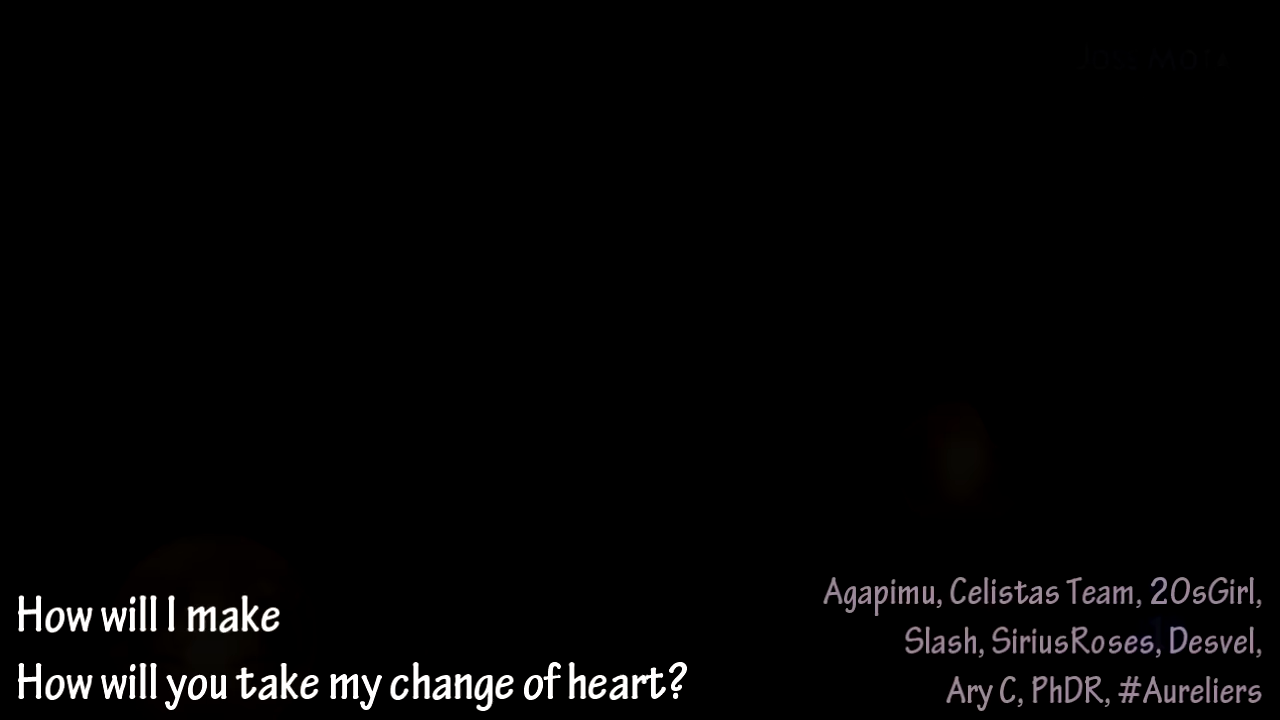 How will I make
How will you take my change of heart?
Agapimu, Celistas Team, 20sGirl,
Slash, SiriusRoses, Desvel,
Ary C, PhDR, #Aureliers